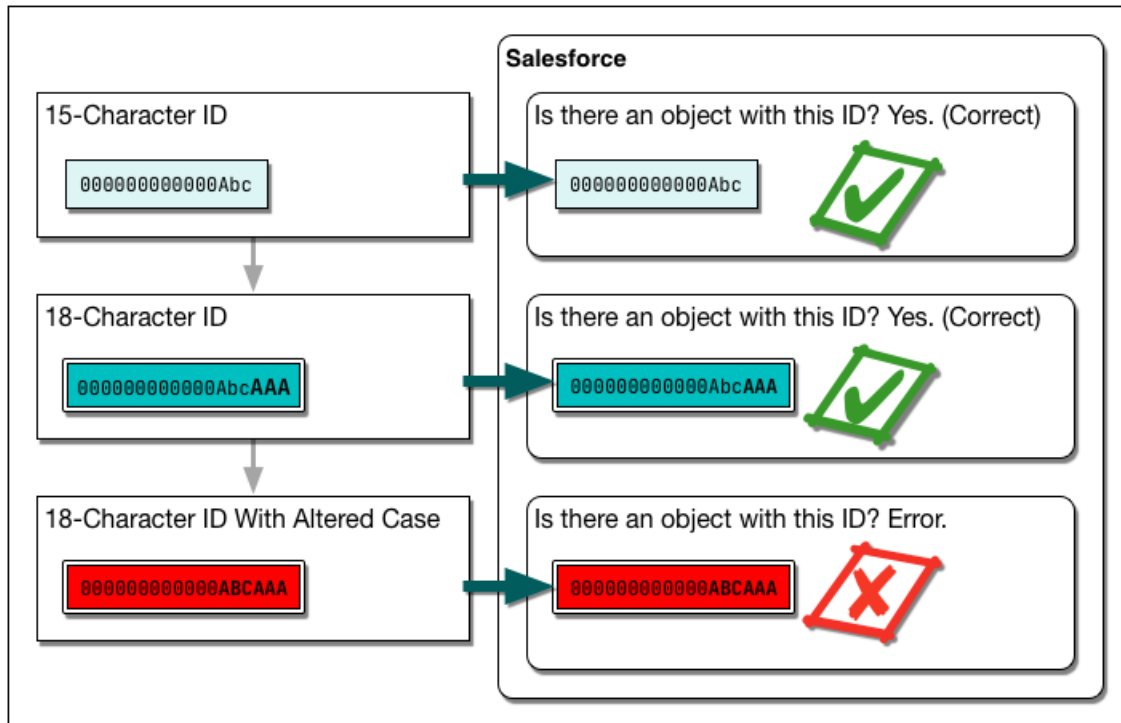 Salesforce
15-Character ID
000000000000Abc
Is there an object with this ID? Yes. (Correct)
000000000000Abc
18-Character ID
000000000000AbcAAA
Is there an object with this ID? Yes. (Correct)
000000000000AbcAAA
18-Character ID With Altered Case
000000000000ABCAAA
Is there an object with this ID? Error.
000000000000ABCAAA